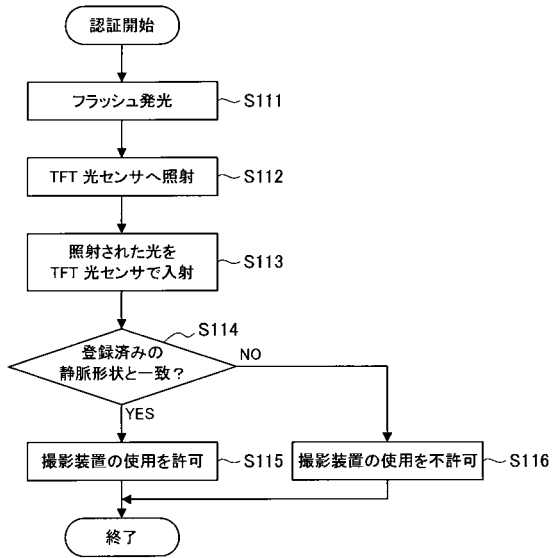 認証開始
フラッシュ発光
S111
TFT 光センサへ照射
S112
照射された光を
TFT 光センサで入射
S113
S114
登録済みの
静脈形状と一致？
NO
YES
撮影装置の使用を許可
S115
撮影装置の使用を不許可
S116
終了